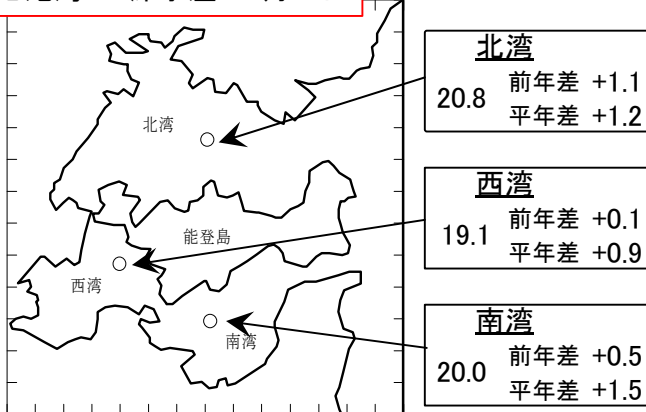 北湾
20.8
前年差 +1.1
平年差 +1.2
北湾
西湾
19.1
前年差 +0.1
平年差 +0.9
能登島
西湾
南湾
20.0
前年差 +0.5
平年差 +1.5
南湾